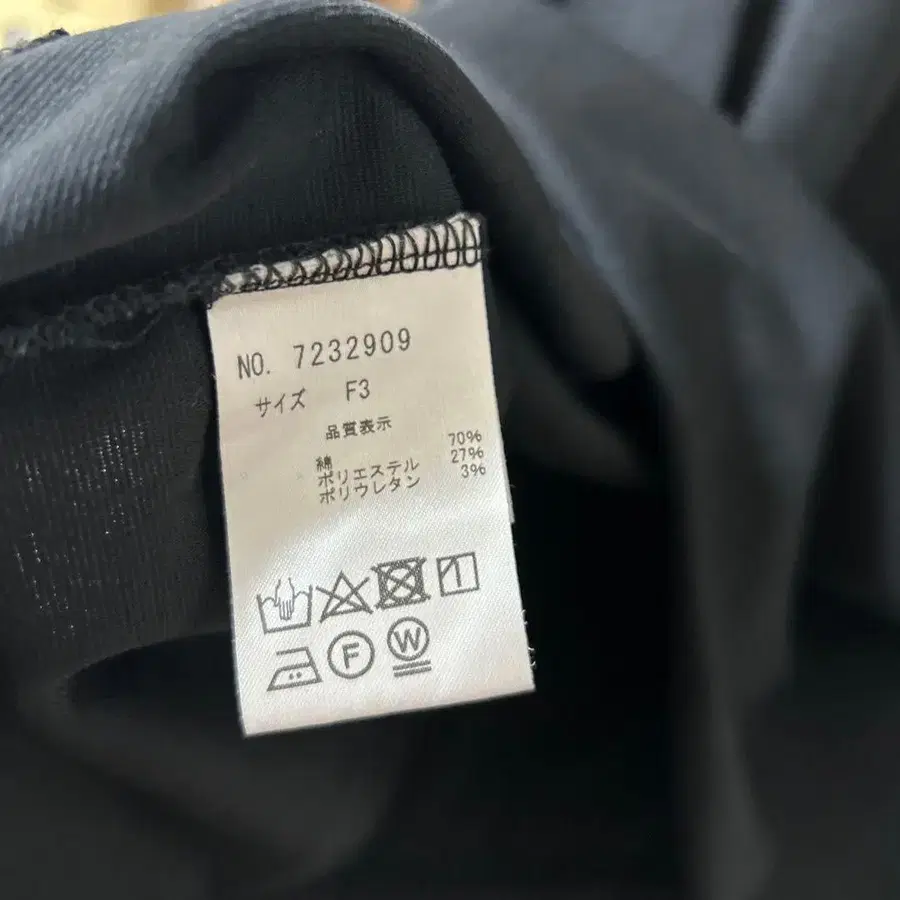 NO. 7232909
サイズ F3
品質表示
綿 70%
ポリエステル 27%
ポリウレタン 3%
F W